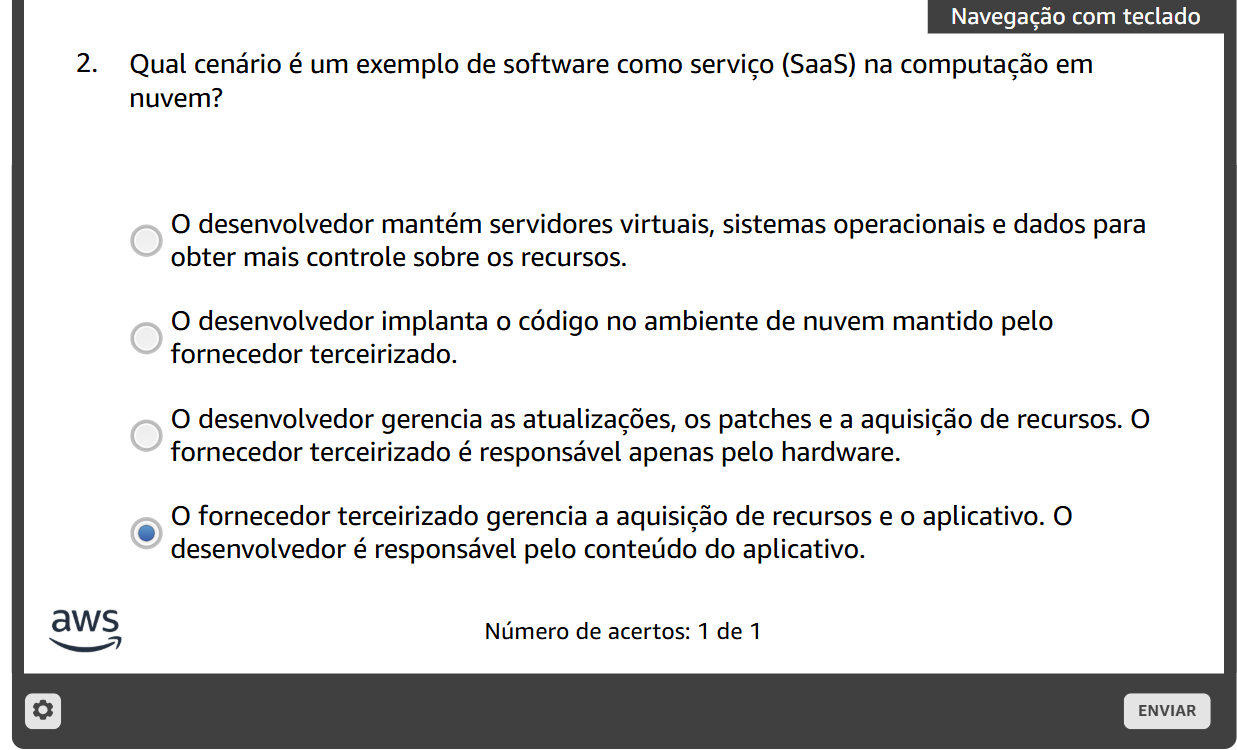 Navegação com teclado
2. Qual cenário é um exemplo de software como serviço (SaaS) na computação em
nuvem?
O desenvolvedor mantém servidores virtuais, sistemas operacionais e dados para
obter mais controle sobre os recursos.
O desenvolvedor implanta o código no ambiente de nuvem mantido pelo
fornecedor terceirizado.
O desenvolvedor gerencia as atualizações, os patches e a aquisição de recursos. O
fornecedor terceirizado é responsável apenas pelo hardware.
O fornecedor terceirizado gerencia a aquisição de recursos e o aplicativo. O
desenvolvedor é responsável pelo conteúdo do aplicativo.
aws
Número de acertos: 1 de 1
ENVIAR